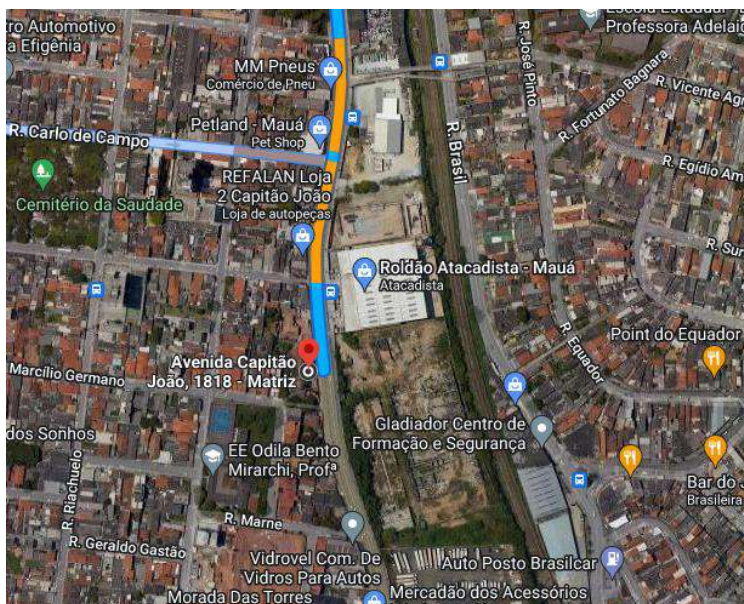 tro Automotivo
a Efigênia
Escola Estadual
Professora Adelaid
MM Pneus
Comércio de Pneu
R. José Pinto
R. Fortunato Bagnara
R. Vicente Ag
R. Carlo de Campo
Petland - Mauá
Pet Shop
R. Brasil
R. Egídio Am
Cemitério da Saudade
REFALAN Loja
2 Capitão João
Loja de autopeças
R. Sur
Roldão Atacadista - Mauá
Atacadista
R. Equador
Point do Equador
Avenida Capitão
João, 1818 - Matriz
Marcílio Germano
Gladiador Centro de
Formação e Segurança
dos Sonhos
EE Odila Bento
Mirarchi, Profª
R. Riachuelo
Bar do J
Brasileira
R. Marne
R. Geraldo Gastão
Vidrovel Com. De
Vidros Para Autos
Auto Posto Brasilcar
Morada Das Torres
Mercadão dos Acessórios